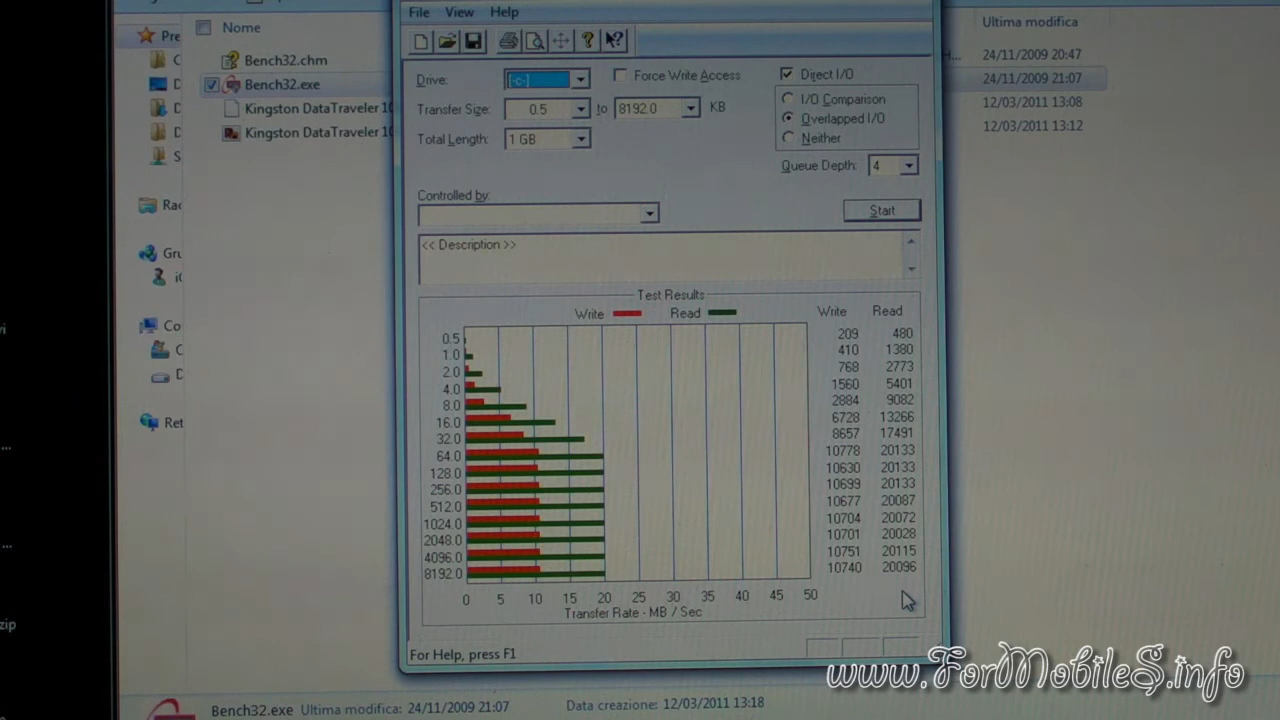 File View Help
Nome
Ultima modifica
Pre
Bench32.chm
24/11/2009 20:47
Bench32.exe
24/11/2009 21:07
Kingston DataTraveler 10
12/03/2011 13:08
Kingston DataTraveler 10
12/03/2011 13:12
Rac
Gru
Co
Ret
zip
Drive: [-c-] Force Write Access
Direct I/O
Transfer Size: 0.5 to 8192.0 KB
I/O Comparison
Overlapped I/O
Neither
Total Length: 1 GB
Queue Depth: 4
Controlled by:
Start
<< Description >>
Test Results
Write Read Write Read
0.5 209 480
1.0 410 1380
2.0 768 2773
4.0 1560 5401
8.0 2884 9082
16.0 6728 13266
32.0 8657 17491
64.0 10778 20133
128.0 10630 20133
256.0 10699 20133
512.0 10677 20087
1024.0 10704 20072
2048.0 10701 20028
4096.0 10751 20115
8192.0 10740 20096
0 5 10 15 20 25 30 35 40 45 50
Transfer Rate - MB / Sec
For Help, press F1
www.ForMobileS.info
Bench32.exe Ultima modifica: 24/11/2009 21:07 Data creazione: 12/03/2011 13:18